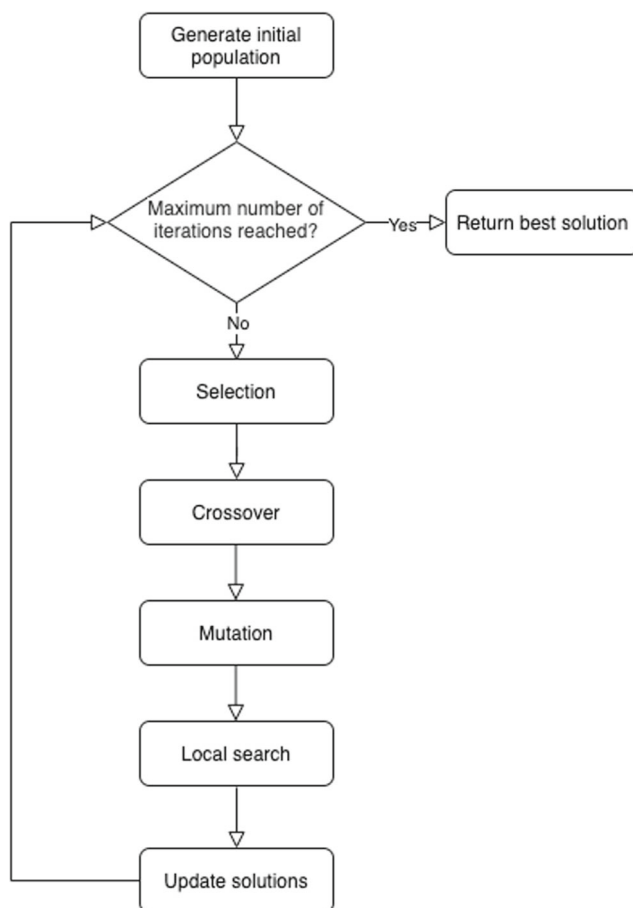 Generate initial
population
Maximum number of
iterations reached?
Yes
Return best solution
No
Selection
Crossover
Mutation
Local search
Update solutions